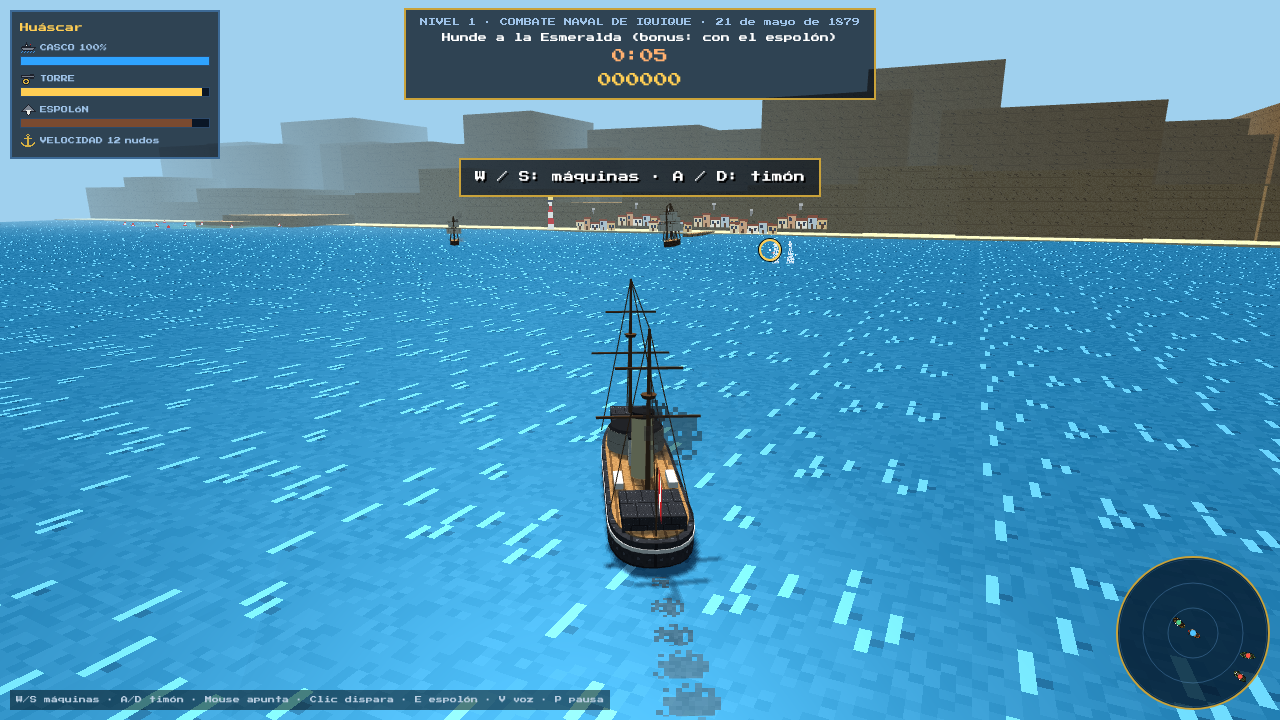 Huáscar
CASCO 100%
TORRE
ESPOLóN
VELOCIDAD 12 nudos
NIVEL 1 · COMBATE NAVAL DE IQUIQUE · 21 de mayo de 1879
Hunde a la Esmeralda (bonus: con el espolón)
0:05
000000
W / S: máquinas · A / D: timón
W/S máquinas · A/D timón · Mouse apunta · Clic dispara · E espolón · V voz · P pausa